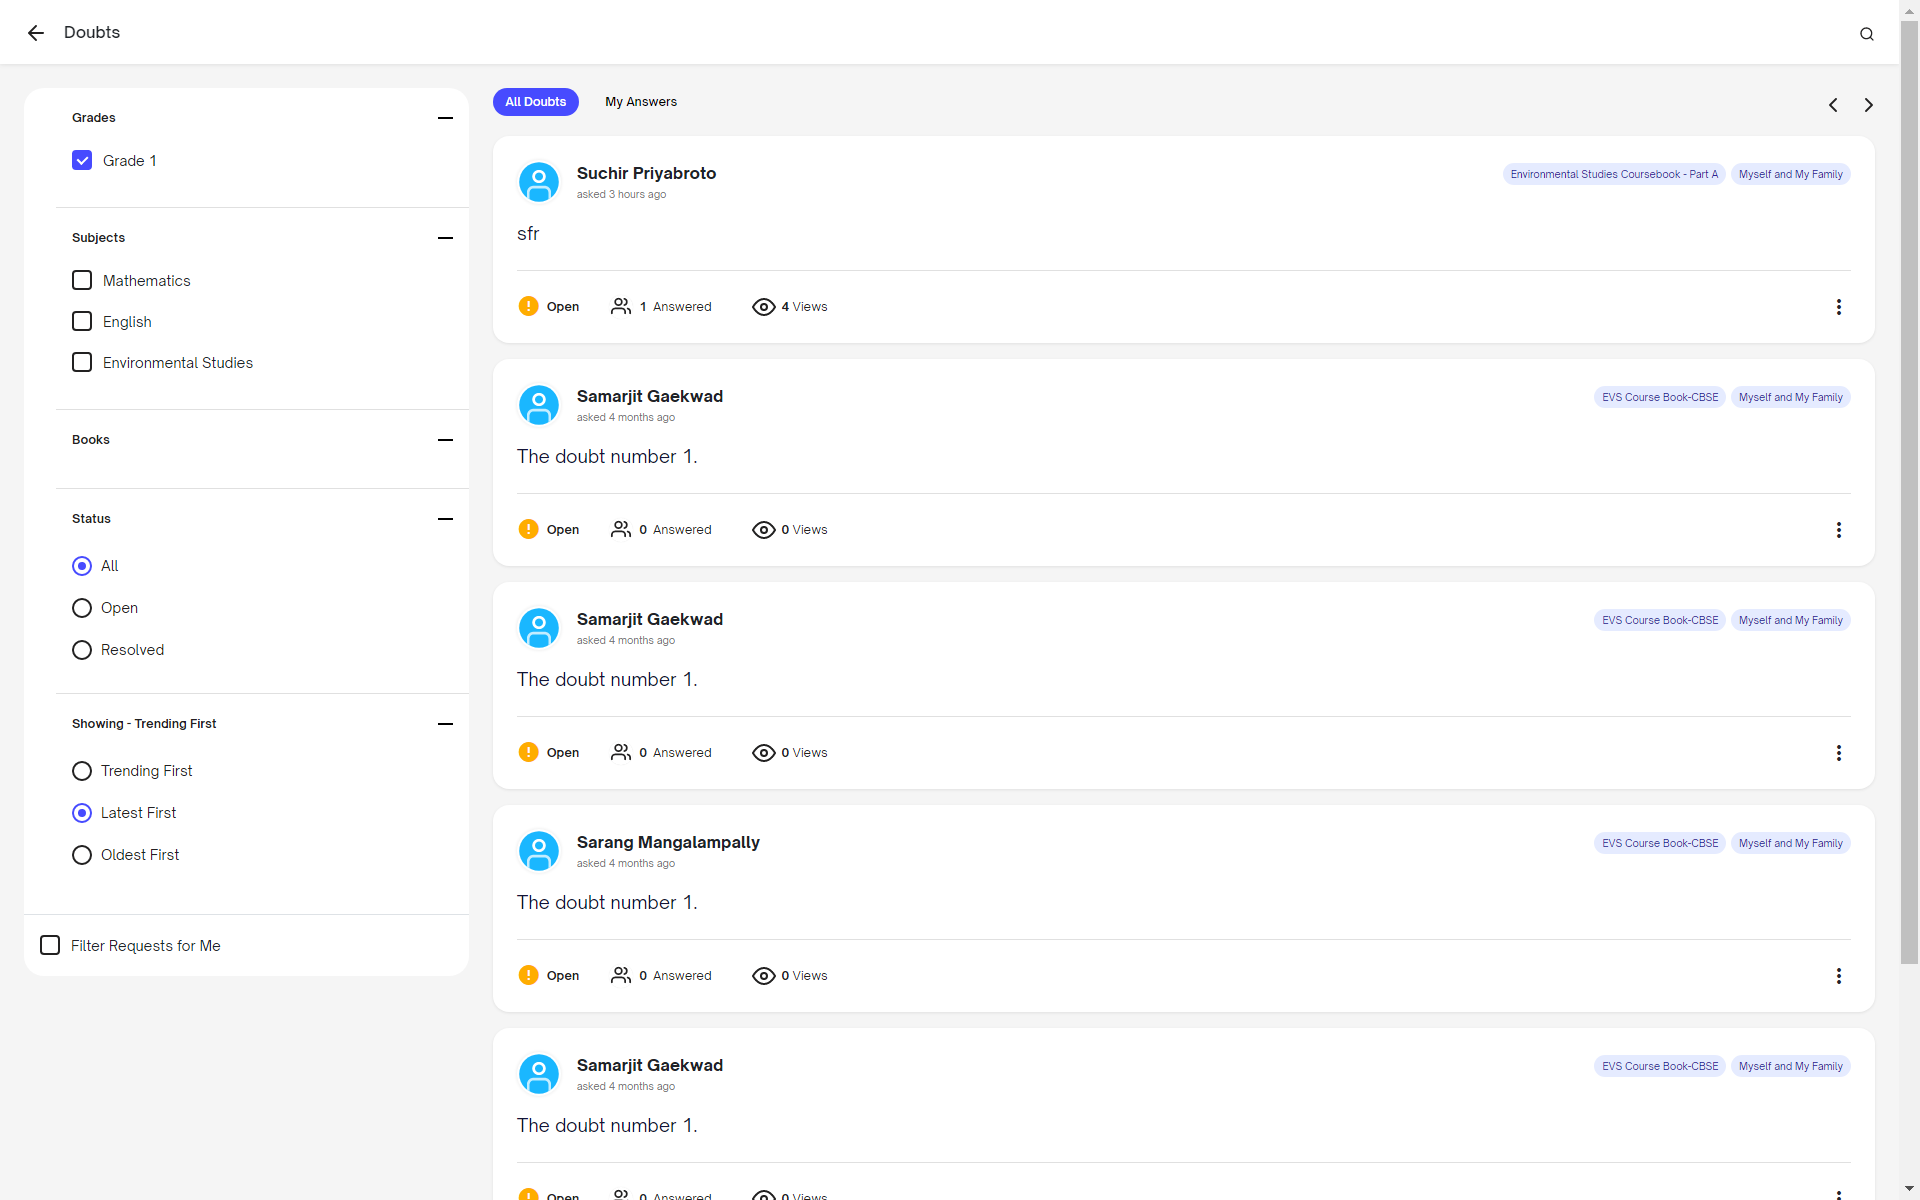 Doubts
Grades
Grade 1
Subjects
Mathematics
English
Environmental Studies
Books
Status
All
Open
Resolved
Showing - Trending First
Trending First
Latest First
Oldest First
Filter Requests for Me
All Doubts My Answers
Suchir Priyabroto Environmental Studies Coursebook - Part A Myself and My Family
asked 3 hours ago
sfr
Open 1 Answered 4 Views
Samarjit Gaekwad EVS Course Book-CBSE Myself and My Family
asked 4 months ago
The doubt number 1.
Open 0 Answered 0 Views
Samarjit Gaekwad EVS Course Book-CBSE Myself and My Family
asked 4 months ago
The doubt number 1.
Open 0 Answered 0 Views
Sarang Mangalampally EVS Course Book-CBSE Myself and My Family
asked 4 months ago
The doubt number 1.
Open 0 Answered 0 Views
Samarjit Gaekwad EVS Course Book-CBSE Myself and My Family
asked 4 months ago
The doubt number 1.
Open 0 Answered 0 Views